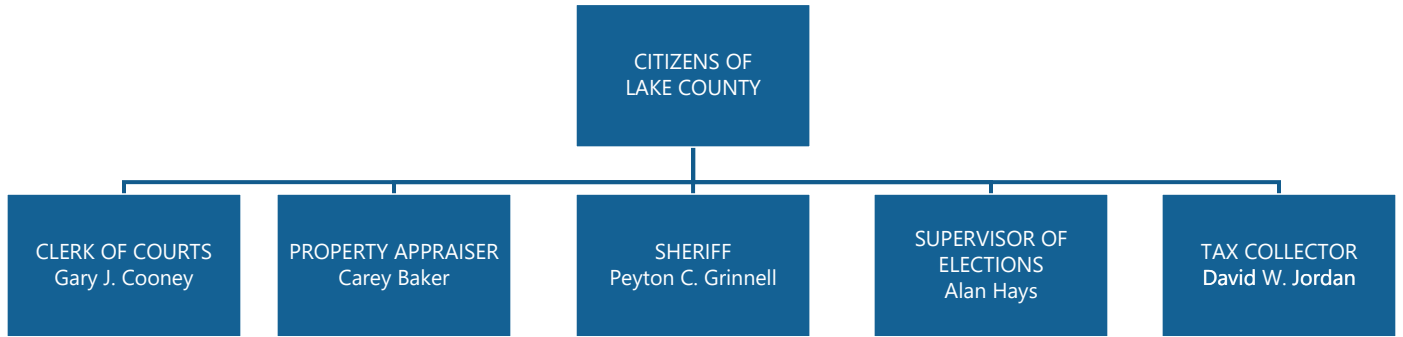 CITIZENS OF
LAKE COUNTY
CLERK OF COURTS
Gary J. Cooney
PROPERTY APPRAISER
Carey Baker
SHERIFF
Peyton C. Grinnell
SUPERVISOR OF
ELECTIONS
Alan Hays
TAX COLLECTOR
David W. Jordan